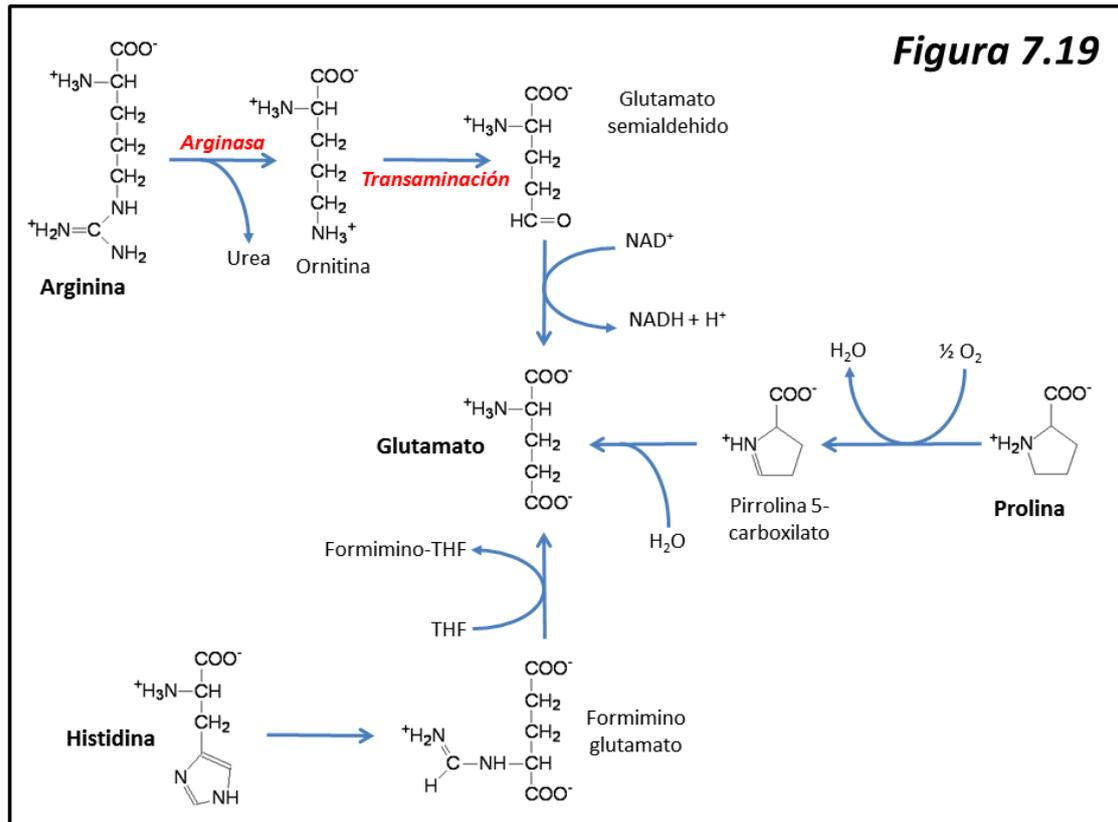 Figura 7.19
COO⁻
⁺H₃N–CH
CH₂
CH₂
CH₂
NH
⁺H₂N=C
NH₂
Arginina
Arginasa
Urea
COO⁻
⁺H₃N–CH
CH₂
CH₂
CH₂
NH₃⁺
Ornitina
Transaminación
COO⁻
⁺H₃N–CH
CH₂
CH₂
HC=O
Glutamato
semialdehido
NAD⁺
NADH + H⁺
COO⁻
⁺H₃N–CH
CH₂
CH₂
COO⁻
Glutamato
H₂O
COO⁻
⁺HN
Pirrolina 5-
carboxilato
H₂O
½ O₂
COO⁻
⁺H₂N
Prolina
Formimino-THF
THF
COO⁻
⁺H₃N–CH
CH₂
N
NH
Histidina
COO⁻
CH₂
CH₂
⁺H₂N
C–NH–CH
H
COO⁻
Formimino
glutamato